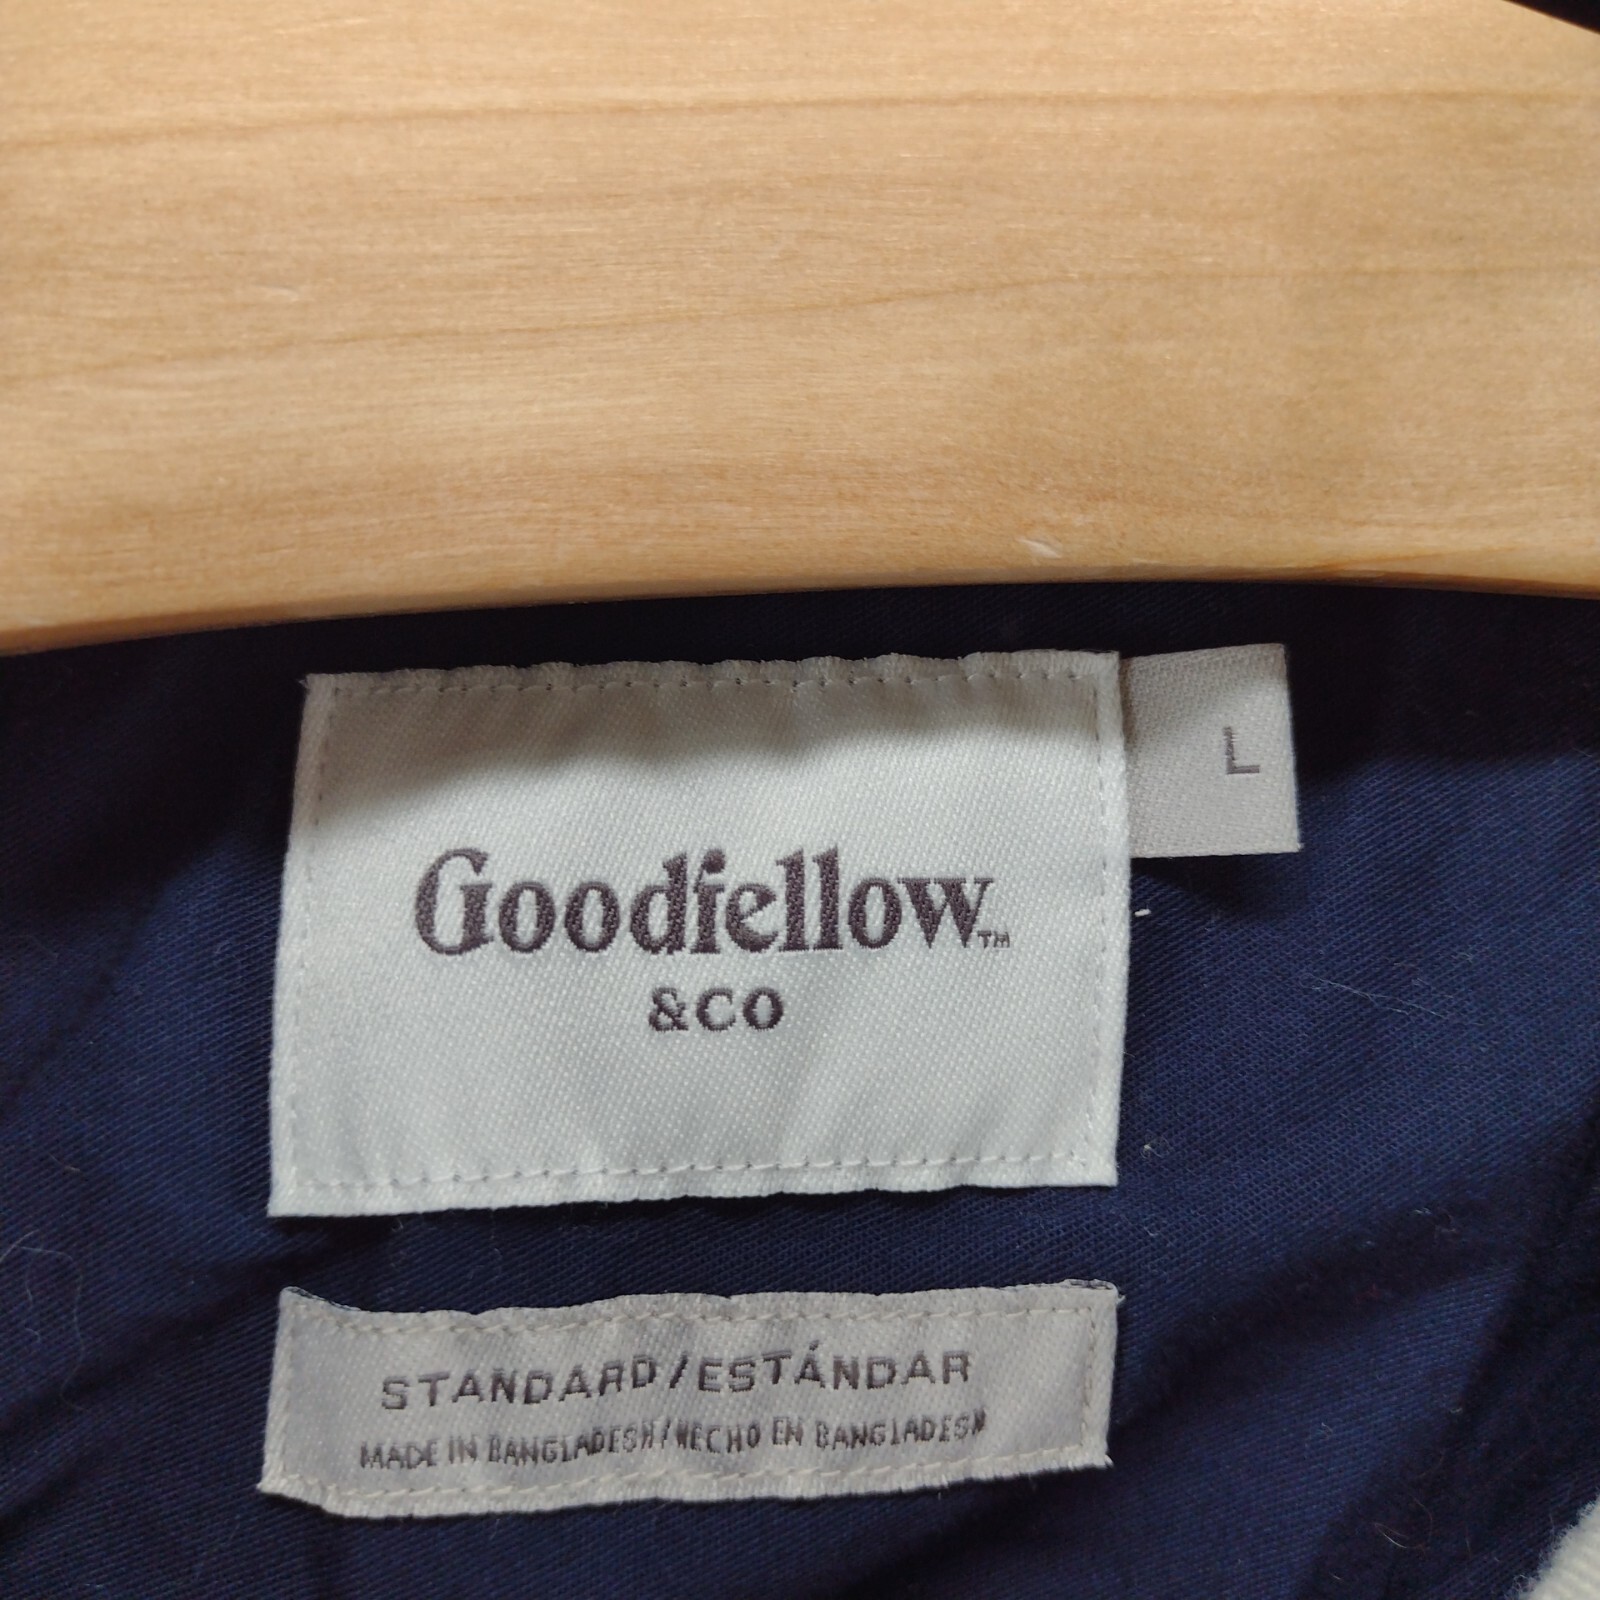 Goodfellow™
&CO
L
STANDARD/ESTÁNDAR
MADE IN BANGLADESH/HECHO EN BANGLADESH